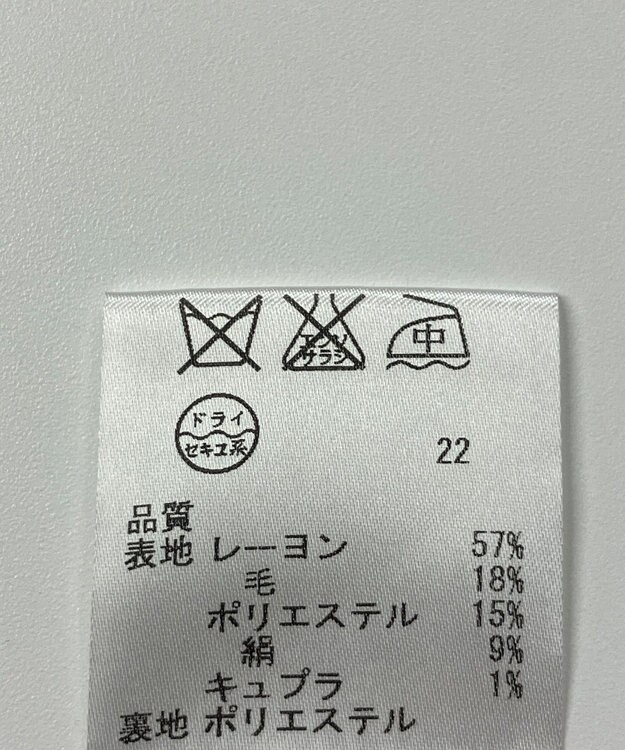 エンソ
サラシ
中
ドライ
セキユ系
22
品質
表地 レーヨン 57%
毛 18%
ポリエステル 15%
絹 9%
キュプラ 1%
裏地 ポリエステル